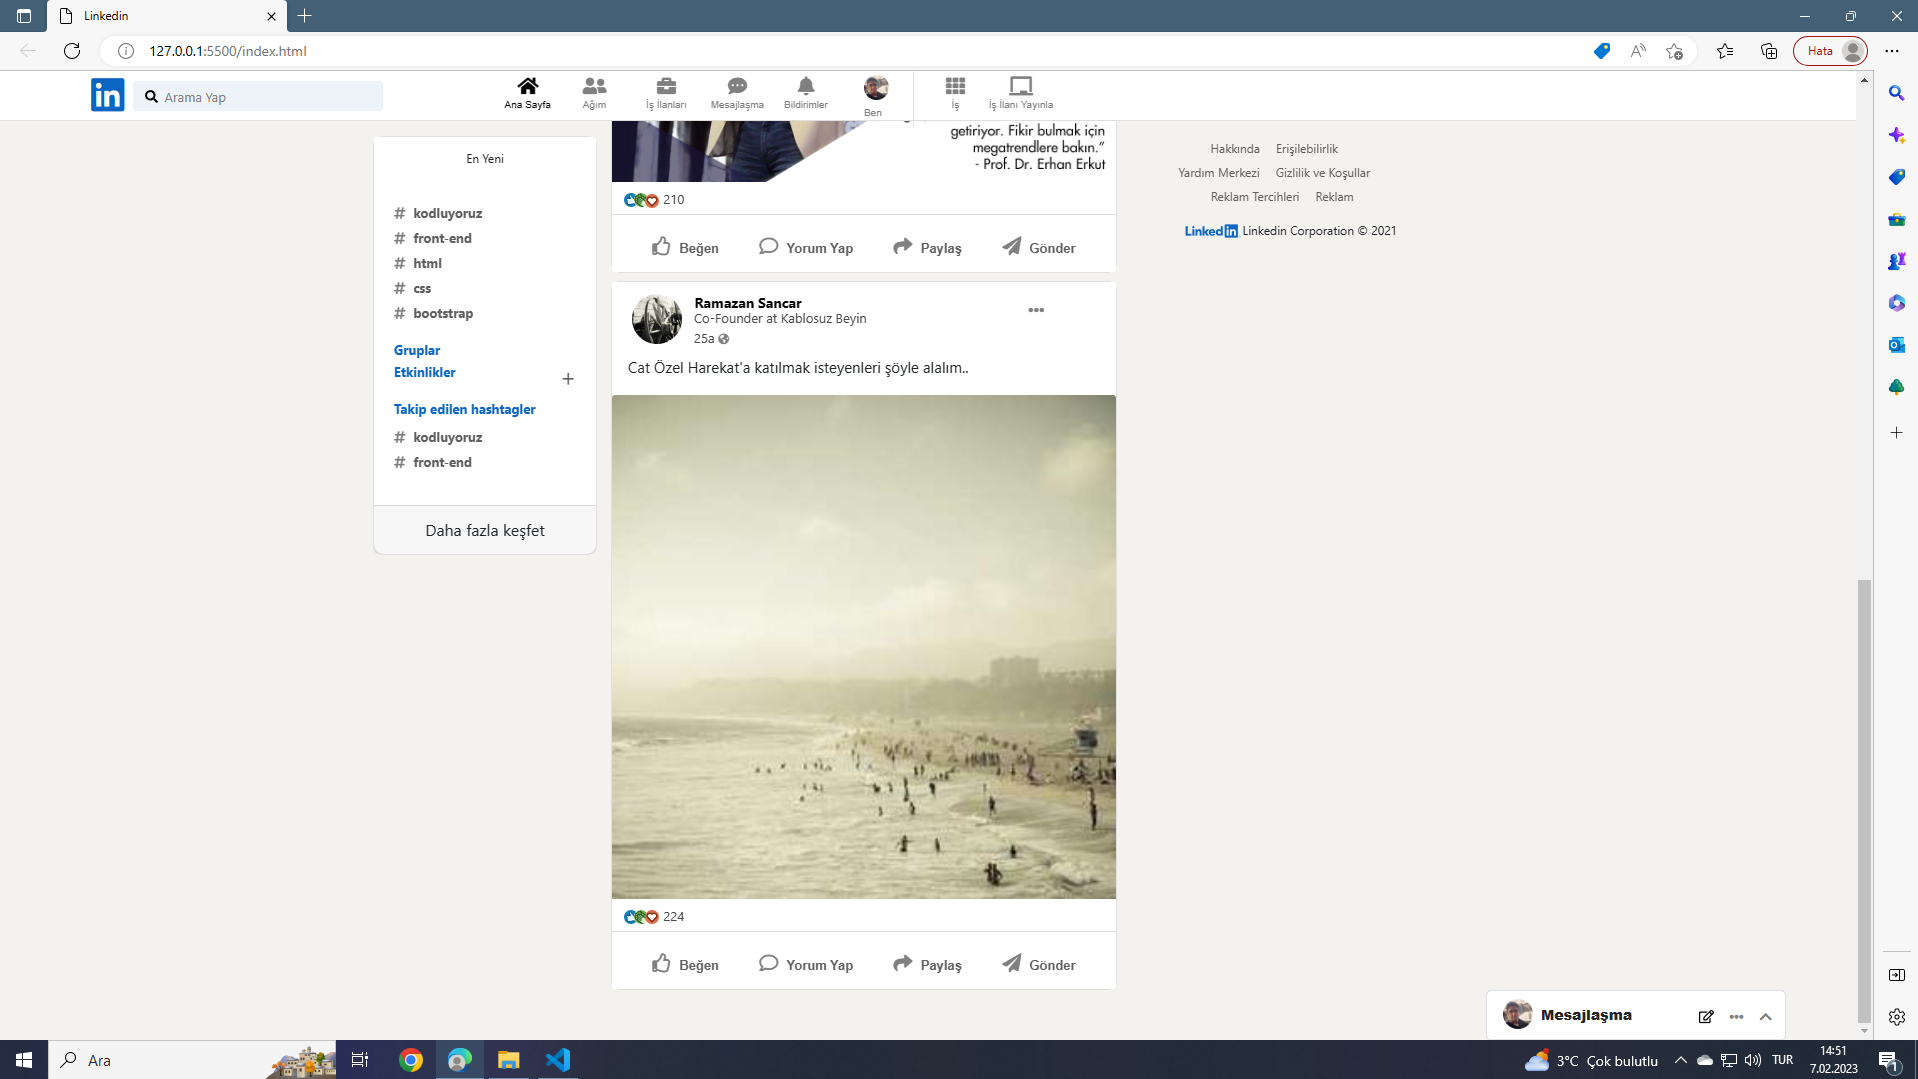 Linkedin
127.0.0.1:5500/index.html
Hata
in
Arama Yap
Ana Sayfa
Ağım
İş İlanları
Mesajlaşma
Bildirimler
Ben
İş
İş İlanı Yayınla
En Yeni
# kodluyoruz
# front-end
# html
# css
# bootstrap
Gruplar
Etkinlikler
+
Takip edilen hashtagler
# kodluyoruz
# front-end
Daha fazla keşfet
getiriyor. Fikir bulmak için
megatrendlere bakın.”
- Prof. Dr. Erhan Erkut
210
Beğen
Yorum Yap
Paylaş
Gönder
Ramazan Sancar
Co-Founder at Kablosuz Beyin
25a
Cat Özel Harekat'a katılmak isteyenleri şöyle alalım..
224
Beğen
Yorum Yap
Paylaş
Gönder
Hakkında Erişilebilirlik
Yardım Merkezi Gizlilik ve Koşullar
Reklam Tercihleri Reklam
Linkedin Linkedin Corporation © 2021
Mesajlaşma
Ara
3°C Çok bulutlu
TUR
14:51
7.02.2023
1